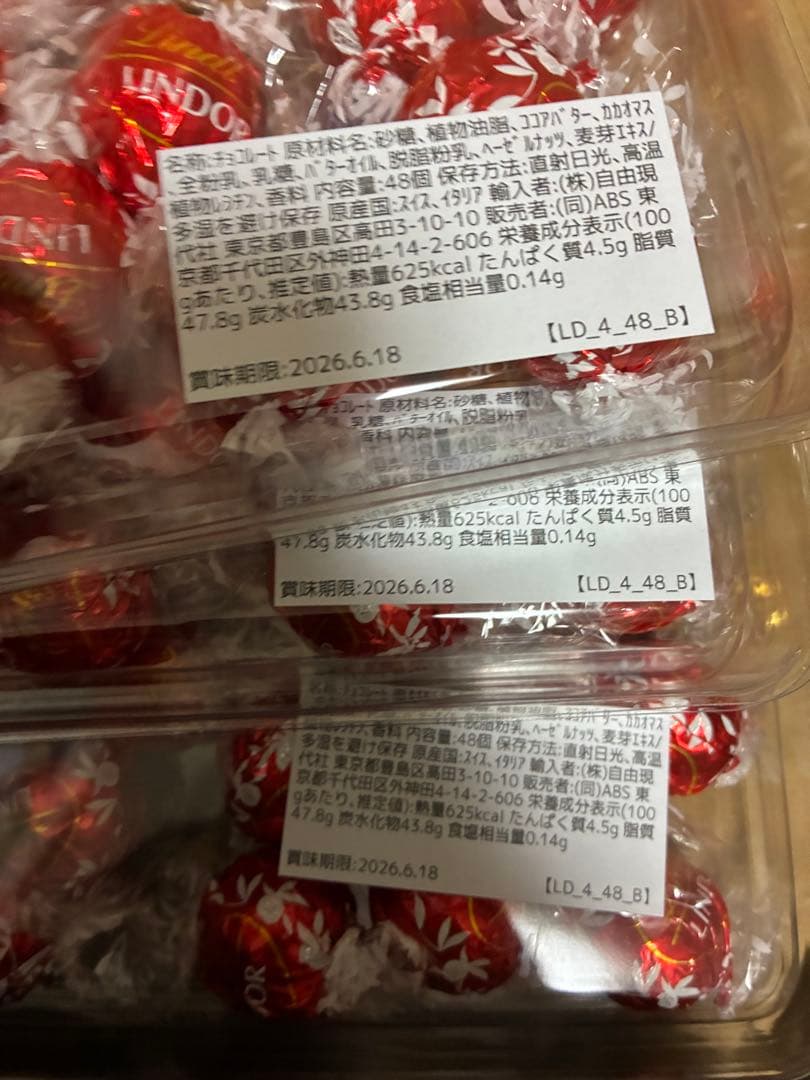 Lindt
LINDOR
LINDOR
名称:チョコレート 原材料名:砂糖、植物油脂、ココアバター、カカオマス
、全粉乳、乳糖、バターオイル、脱脂粉乳、ヘーゼルナッツ、麦芽エキス/
植物レシチン、香料 内容量:48個 保存方法:直射日光、高温
多湿を避け保存 原産国:スイス、イタリア 輸入者:(株)自由現
代社 東京都豊島区高田3-10-10 販売者:(同)ABS 東
京都千代田区外神田4-14-2-606 栄養成分表示(100
gあたり、推定値):熱量625kcal たんぱく質4.5g 脂質
47.8g 炭水化物43.8g 食塩相当量0.14g
【LD_4_48_B】
賞味期限:2026.6.18
チョコレート 原材料名:砂糖、植物
乳糖、バターオイル、脱脂粉乳
香料 内容量
(同)ABS 東
2-606 栄養成分表示(100
定値):熱量625kcal たんぱく質4.5g 脂質
47.8g 炭水化物43.8g 食塩相当量0.14g
賞味期限:2026.6.18 【LD_4_48_B】
ココアバター、カカオマス
香料 内容量:48個 脱脂粉乳、ヘーゼルナッツ、麦芽エキス/
保存方法:直射日光、高温
多湿を避け保存 原産国:スイス、イタリア 輸入者:(株)自由現
代社 東京都豊島区高田3-10-10 販売者:(同)ABS 東
京都千代田区外神田4-14-2-606 栄養成分表示(100
gあたり、推定値):熱量625kcal たんぱく質4.5g 脂質
47.8g 炭水化物43.8g 食塩相当量0.14g
賞味期限:2026.6.18
【LD_4_48_B】